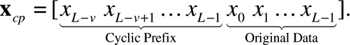 x_cp = [x_{L-v} x_{L-v+1} … x_{L-1} x_0 x_1 … x_{L-1}].
Cyclic Prefix Original Data